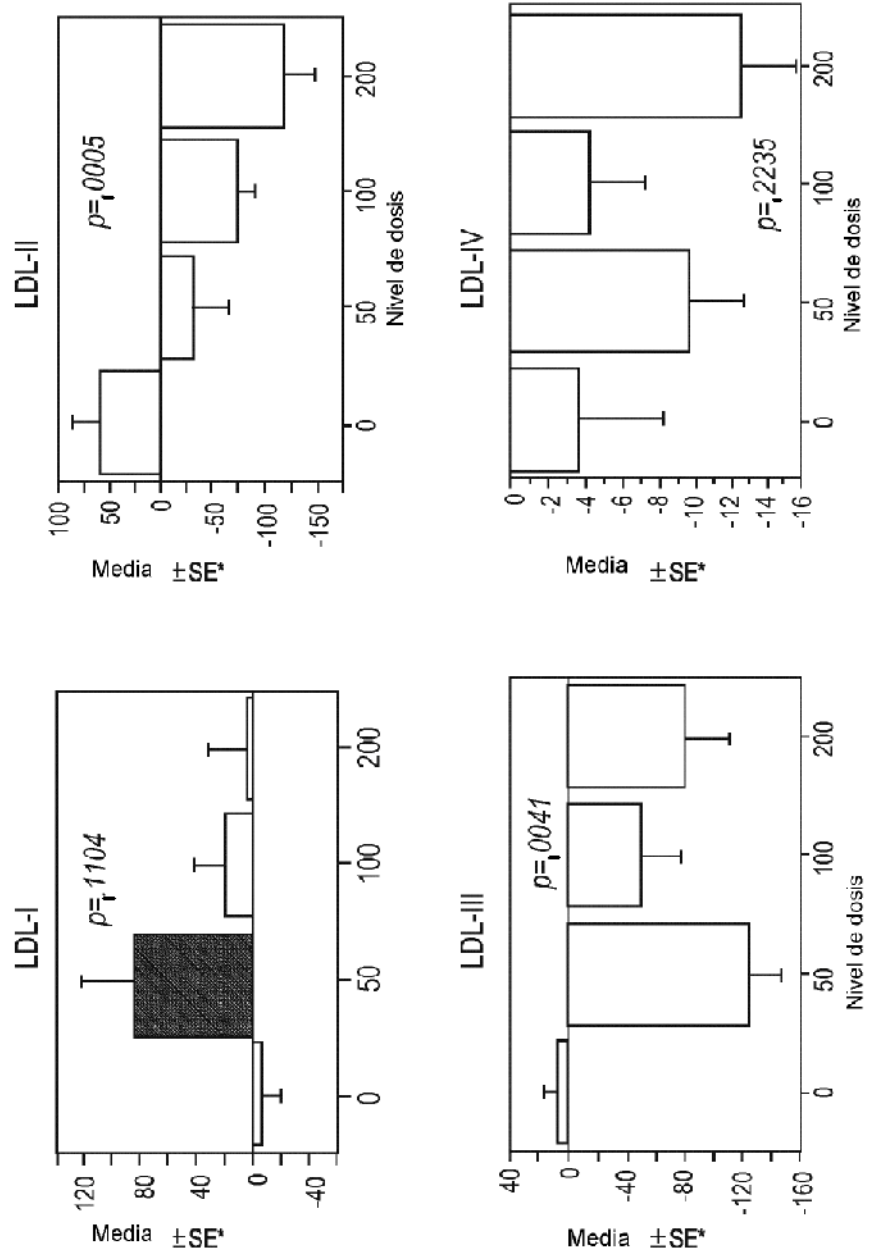 LDL-I
p=,1104
120
80
40
0
-40
Media ±SE*
0 50 100 200
LDL-II
p=,0005
100
50
0
-50
-100
-150
Media ±SE*
0 50 100 200
Nivel de dosis
LDL-III
p=,0041
40
0
-40
-80
-120
-160
Media ±SE*
0 50 100 200
Nivel de dosis
LDL-IV
p=,2235
0
-2
-4
-6
-8
-10
-12
-14
-16
Media ±SE*
0 50 100 200
Nivel de dosis